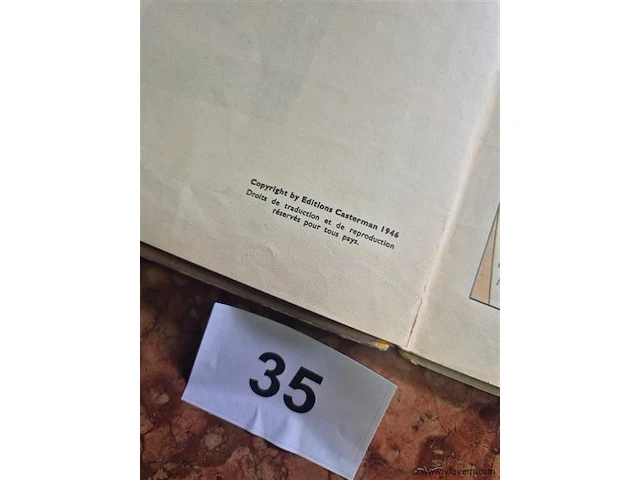 Copyright by Editions Casterman 1946
Droits de traduction et de reproduction
réservés pour tous pays.
35